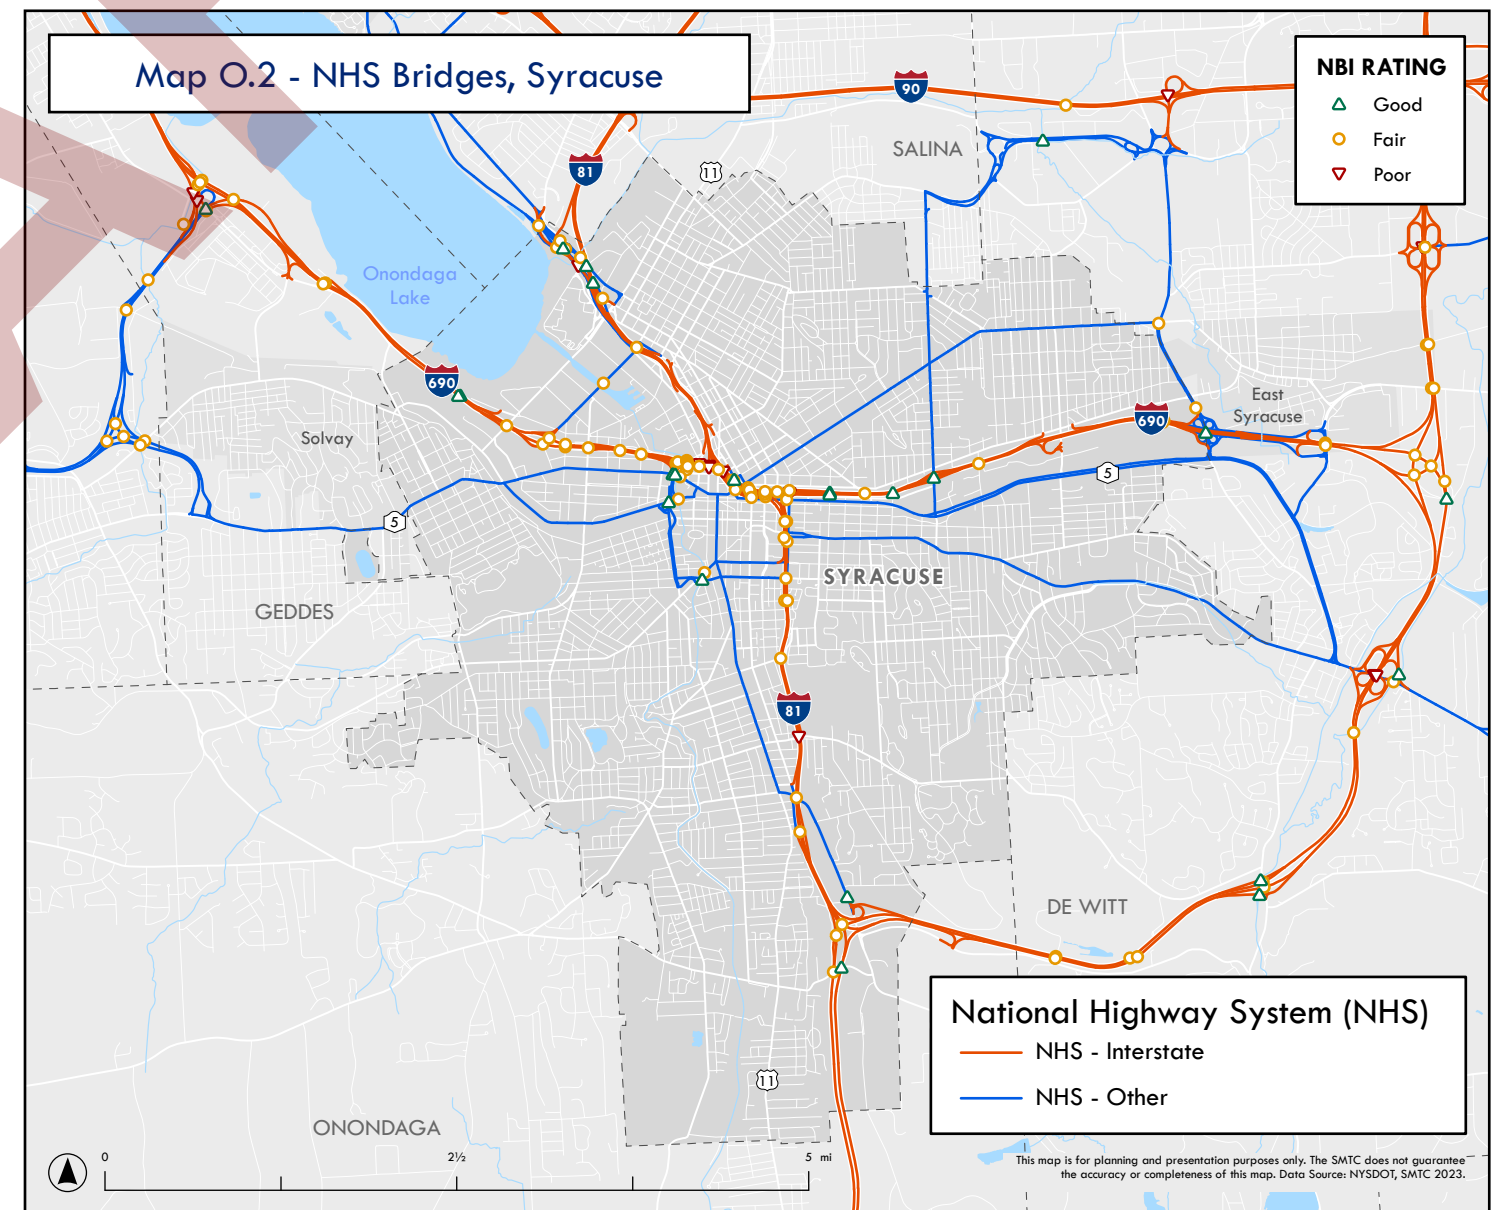 Map O.2 - NHS Bridges, Syracuse
NBI RATING
Good
Fair
Poor
90
81
11
SALINA
Onondaga
Lake
690
Solvay
East
Syracuse
690
5
5
SYRACUSE
GEDDES
81
DE WITT
11
ONONDAGA
National Highway System (NHS)
NHS - Interstate
NHS - Other
0 2½ 5 mi
This map is for planning and presentation purposes only. The SMTC does not guarantee
the accuracy or completeness of this map. Data Source: NYSDOT, SMTC 2023.